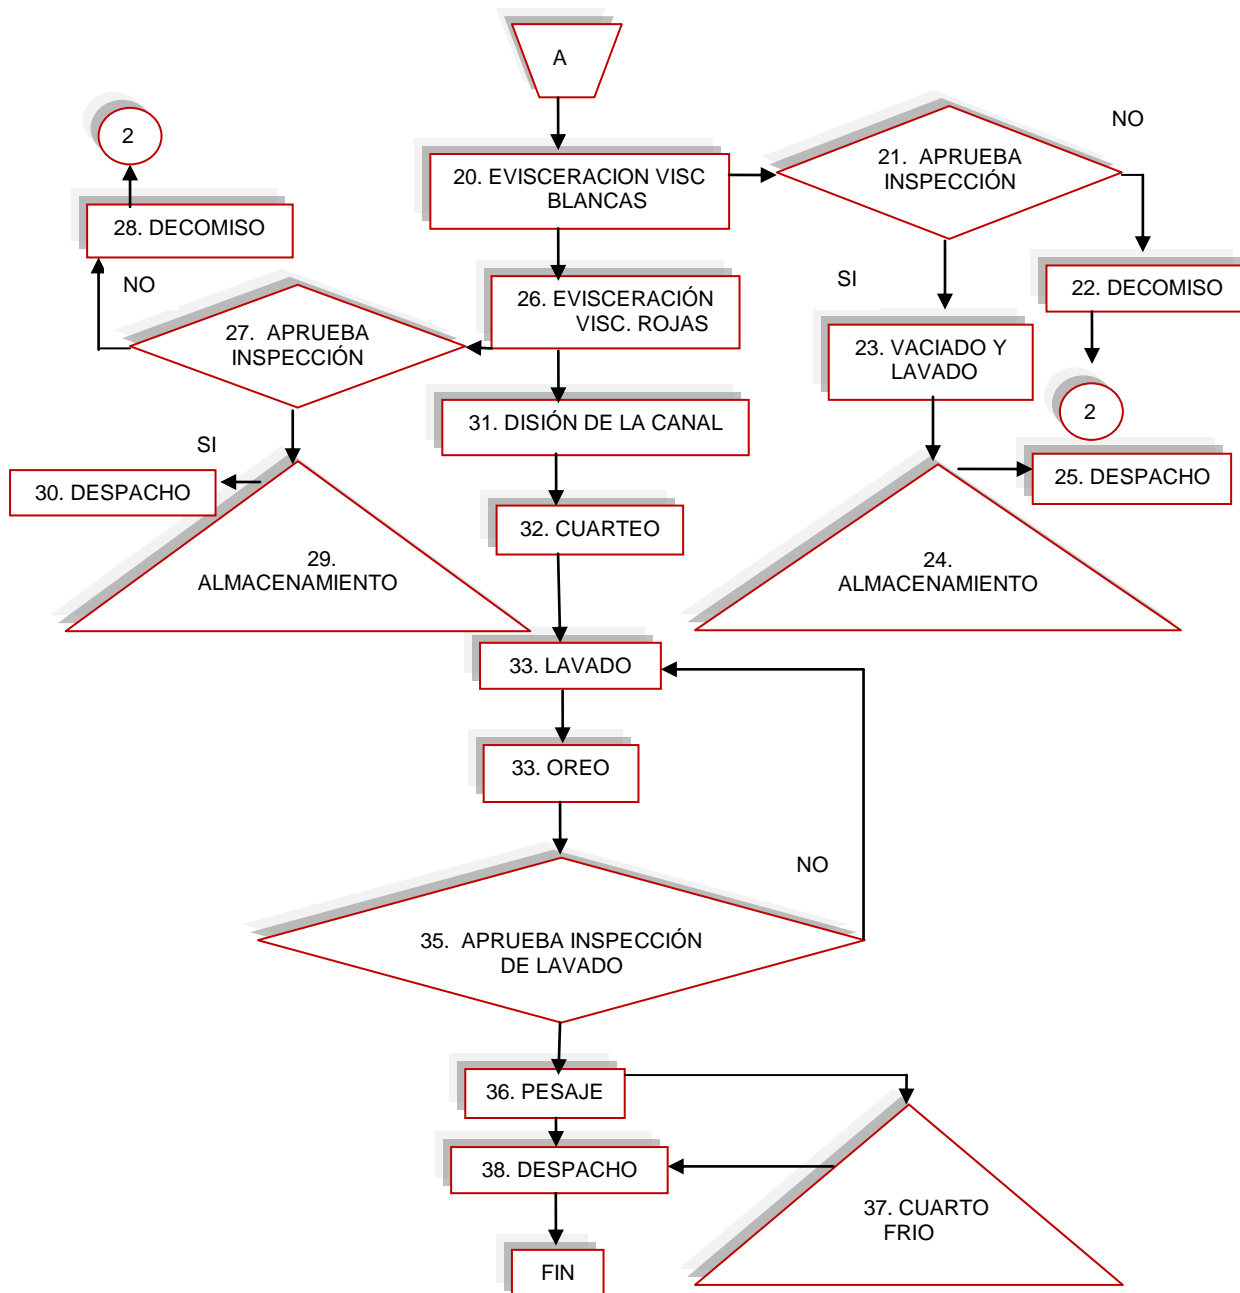 A
NO
2
21. APRUEBA
INSPECCIÓN
20. EVISCERACION VISC
BLANCAS
28. DECOMISO
NO
SI
22. DECOMISO
26. EVISCERACIÓN
VISC. ROJAS
27. APRUEBA
INSPECCIÓN
23. VACIADO Y
LAVADO
2
31. DISIÓN DE LA CANAL
SI
30. DESPACHO
25. DESPACHO
32. CUARTEO
29.
ALMACENAMIENTO
24.
ALMACENAMIENTO
33. LAVADO
33. OREO
NO
35. APRUEBA INSPECCIÓN
DE LAVADO
36. PESAJE
38. DESPACHO
37. CUARTO
FRIO
FIN